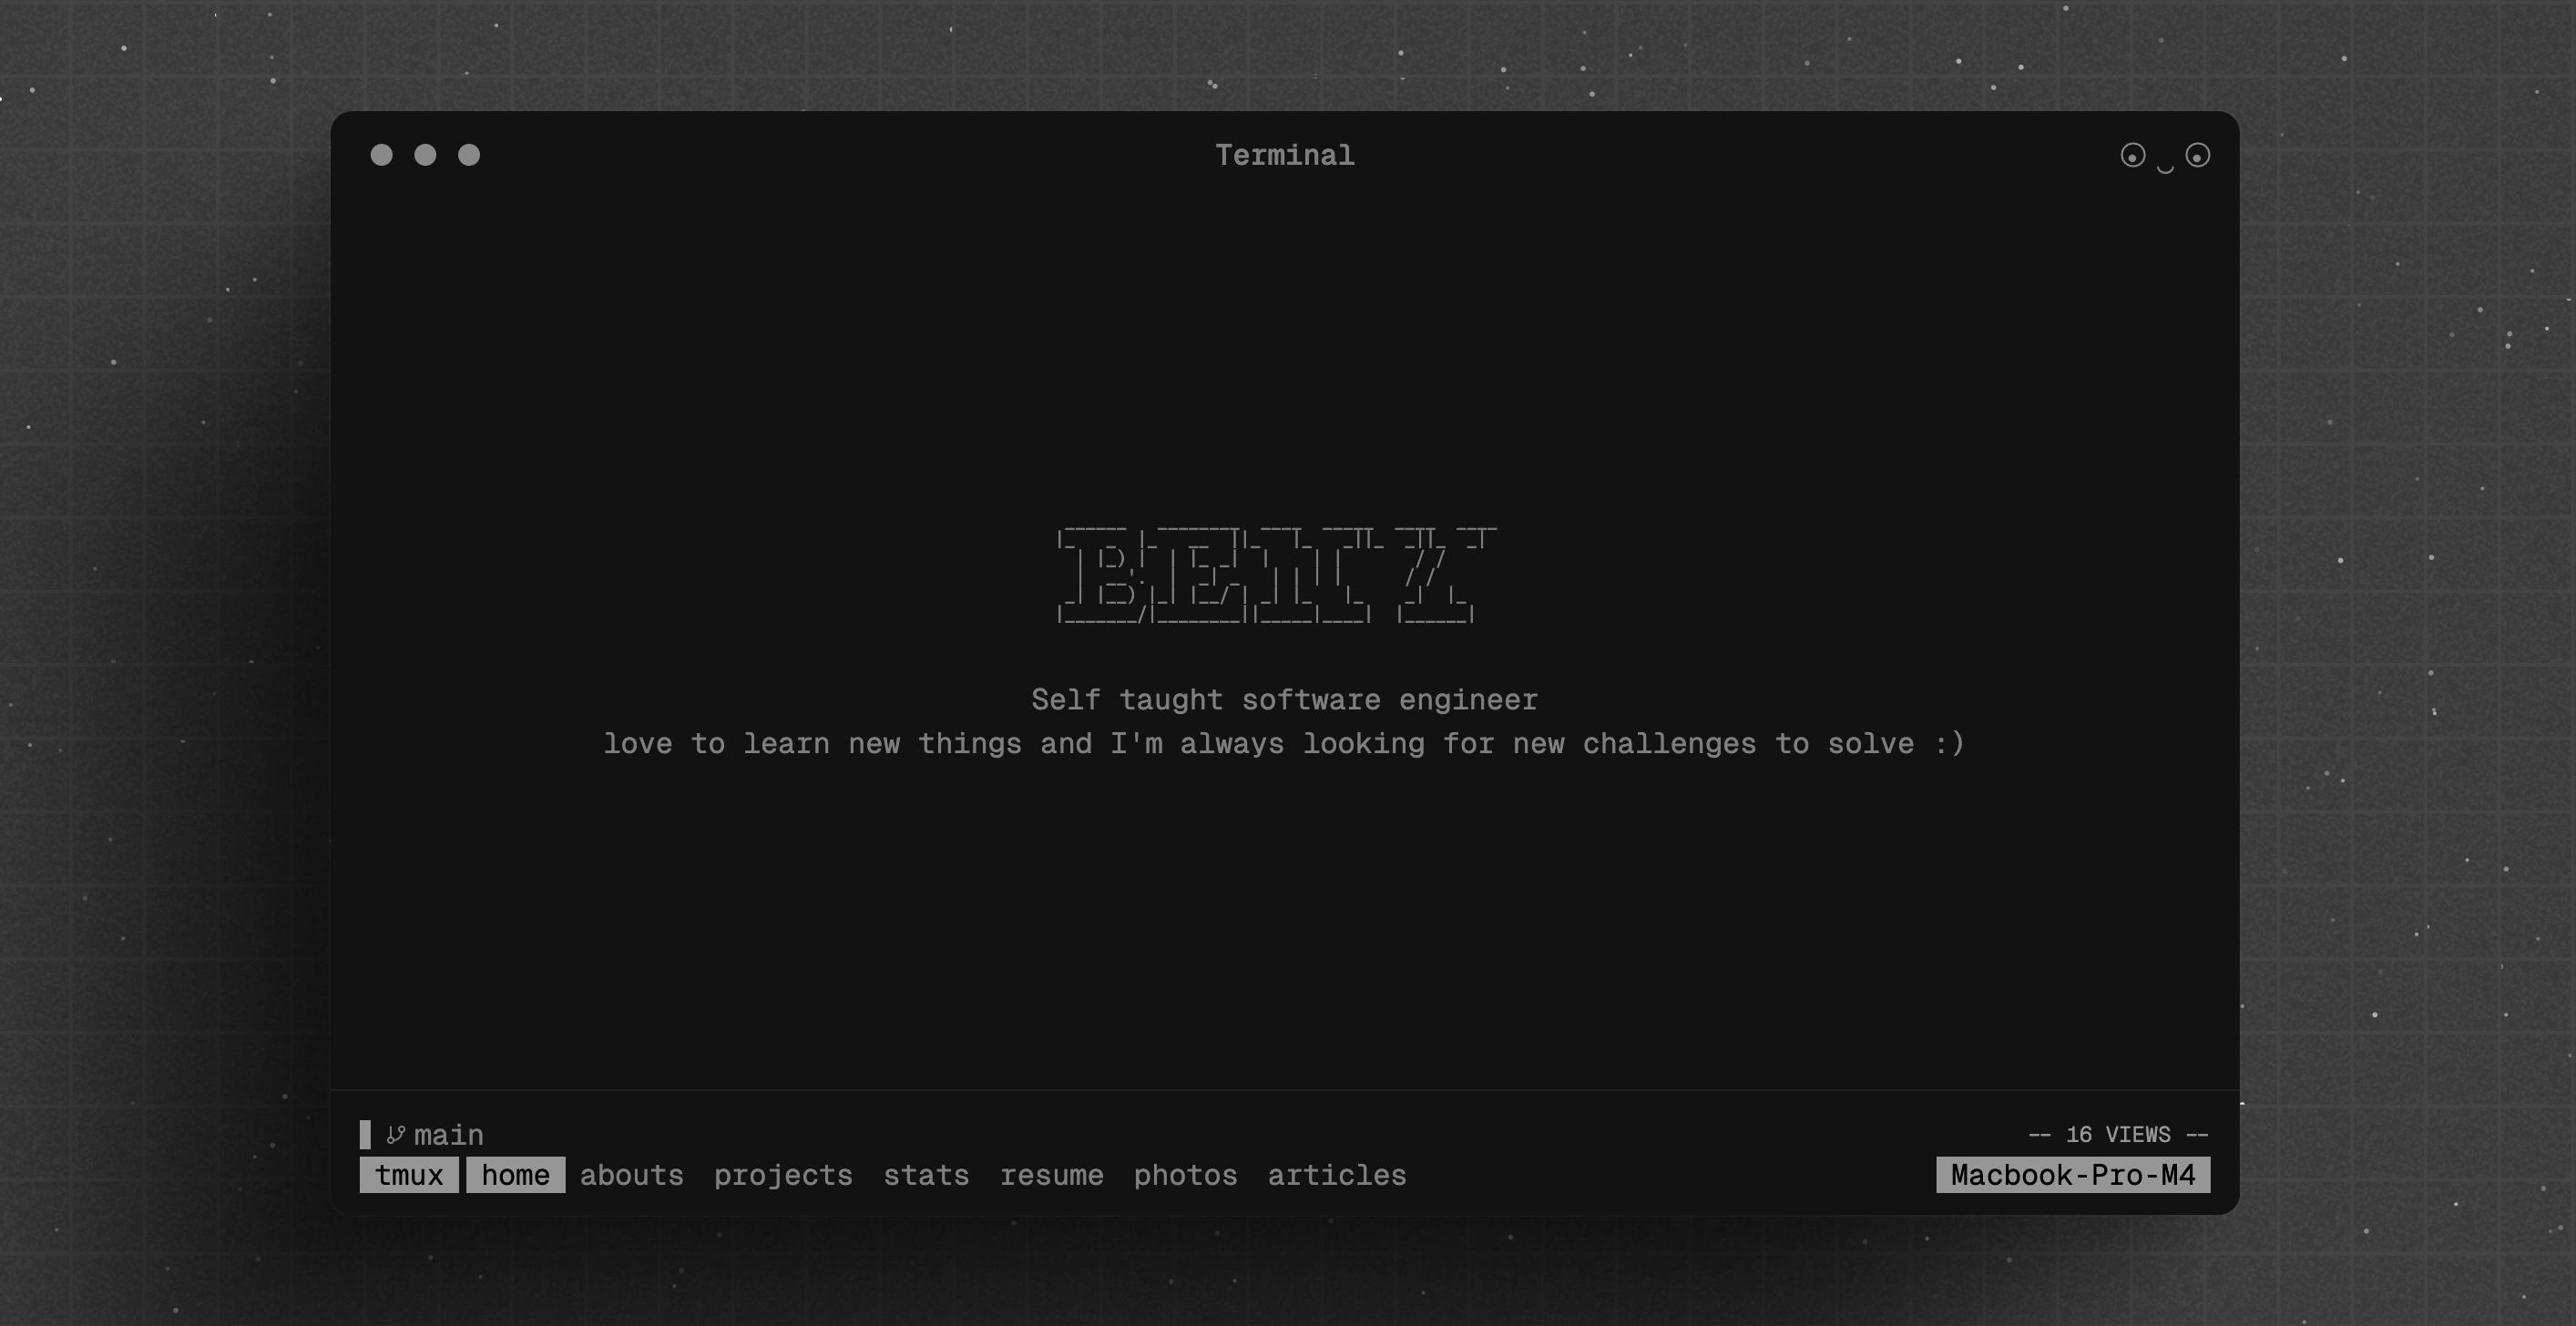 Terminal
BENZ
Self taught software engineer
love to learn new things and I'm always looking for new challenges to solve :)
main
-- 16 VIEWS --
tmux home abouts projects stats resume photos articles
Macbook-Pro-M4